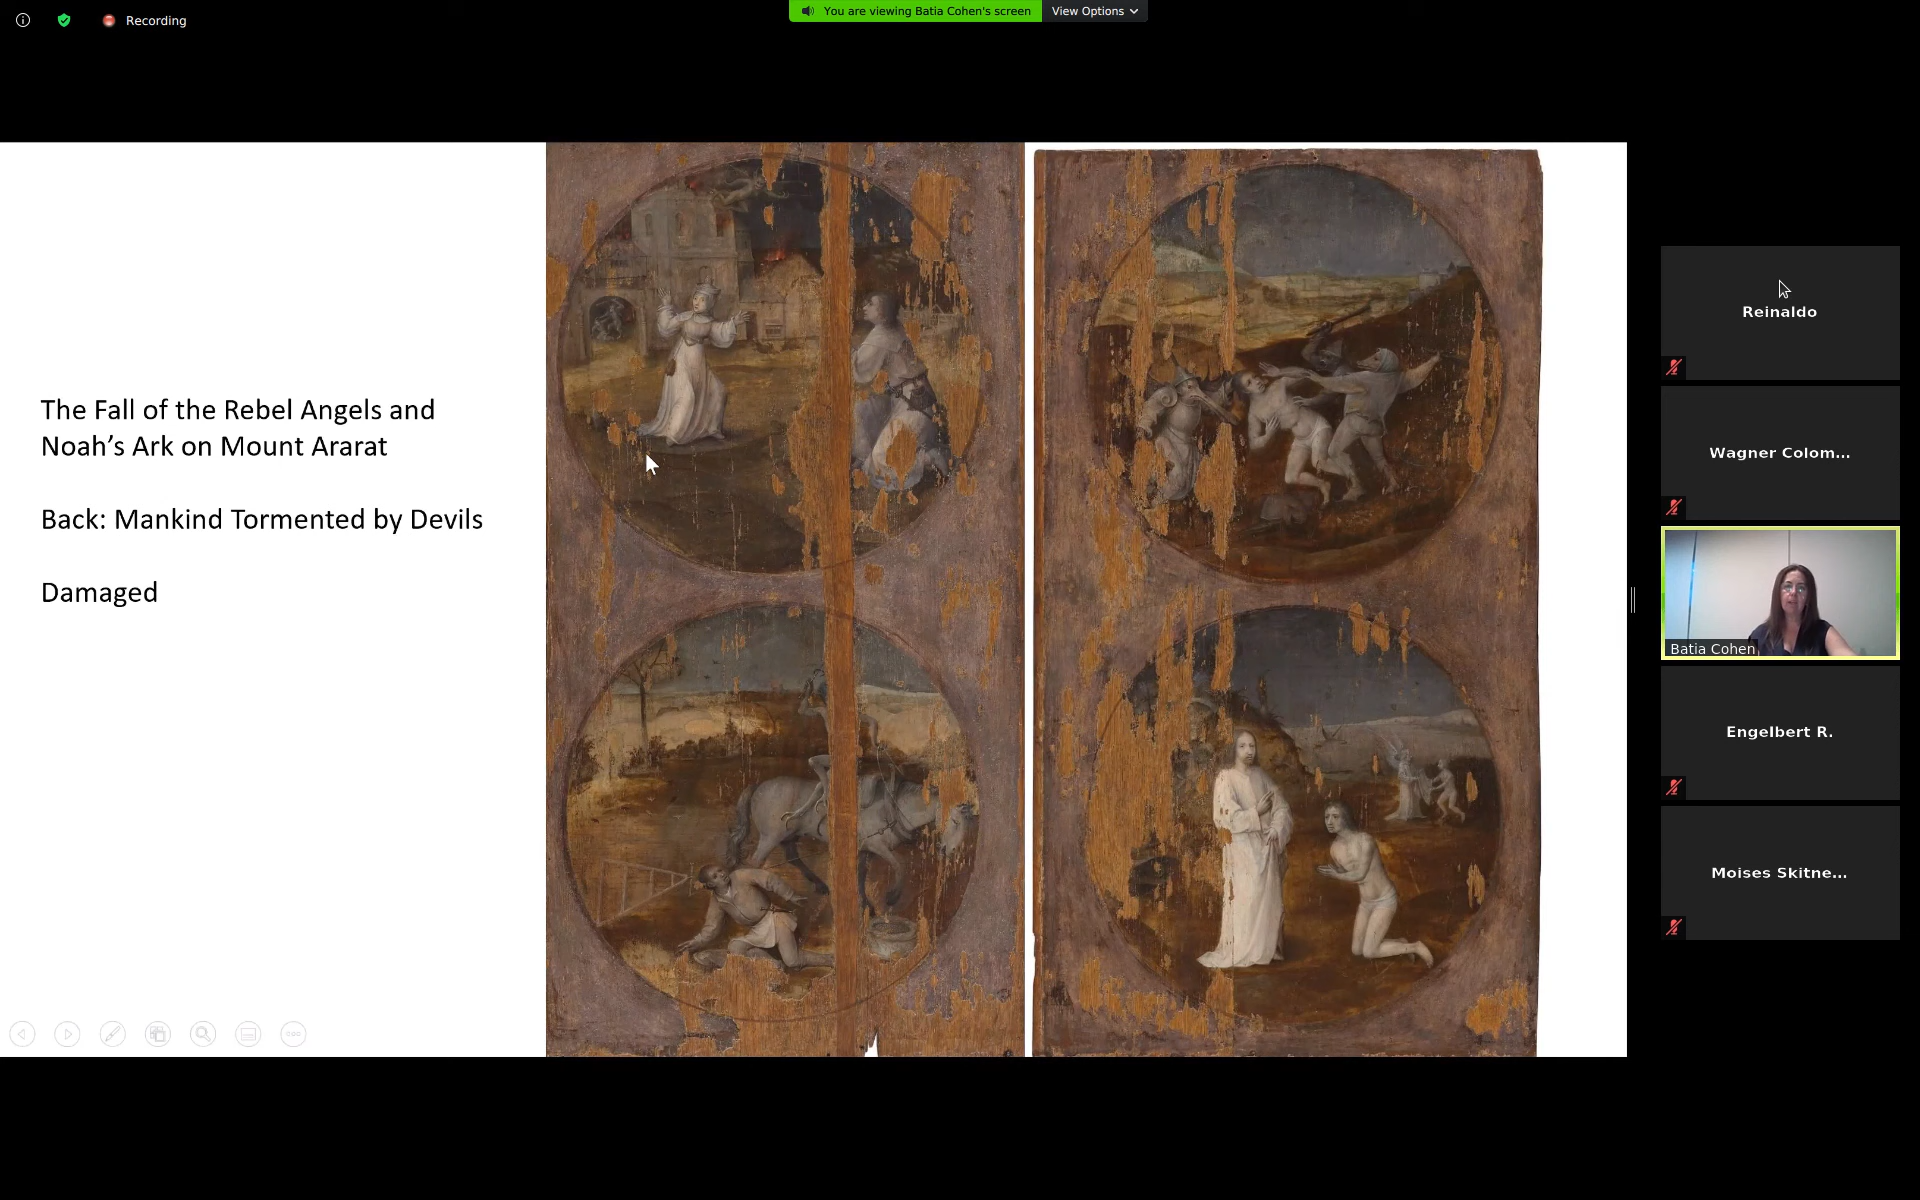 Recording
You are viewing Batia Cohen's screen
View Options
The Fall of the Rebel Angels and
Noah's Ark on Mount Ararat
Back: Mankind Tormented by Devils
Damaged
Reinaldo
Wagner Colom...
Batia Cohen
Engelbert R.
Moises Skitne...